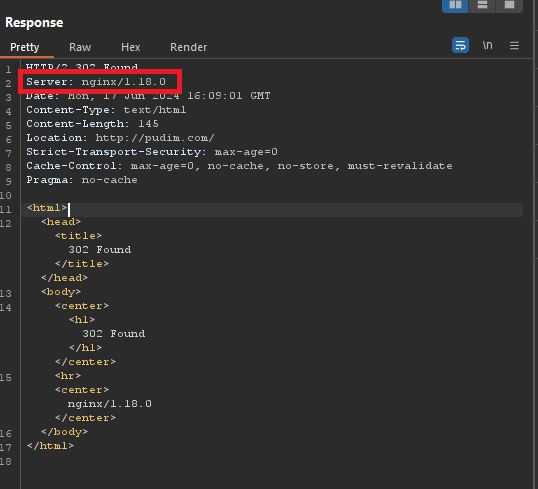 Response
Pretty Raw Hex Render \n
1 HTTP/2 302 Found
2 Server: nginx/1.18.0
3 Date: Mon, 17 Jun 2024 16:09:01 GMT
4 Content-Type: text/html
5 Content-Length: 145
6 Location: http://pudim.com/
7 Strict-Transport-Security: max-age=0
8 Cache-Control: max-age=0, no-cache, no-store, must-revalidate
9 Pragma: no-cache
10
11 <html>
12 <head>
<title>
302 Found
</title>
</head>
13 <body>
14 <center>
<h1>
302 Found
</h1>
</center>
15 <hr>
<center>
nginx/1.18.0
</center>
16 </body>
17 </html>
18